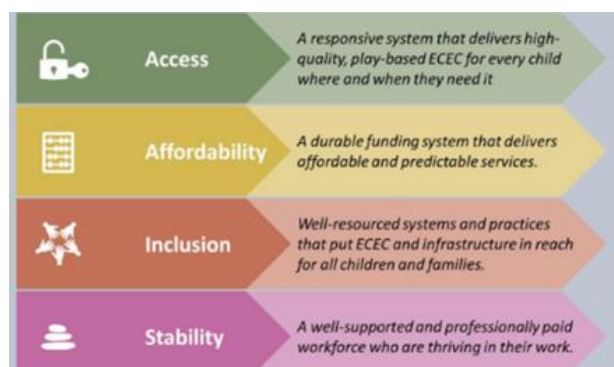 Access
A responsive system that delivers high-
quality, play-based ECEC for every child
where and when they need it
Affordability
A durable funding system that delivers
affordable and predictable services.
Inclusion
Well-resourced systems and practices
that put ECEC and infrastructure in reach
for all children and families.
Stability
A well-supported and professionally paid
workforce who are thriving in their work.